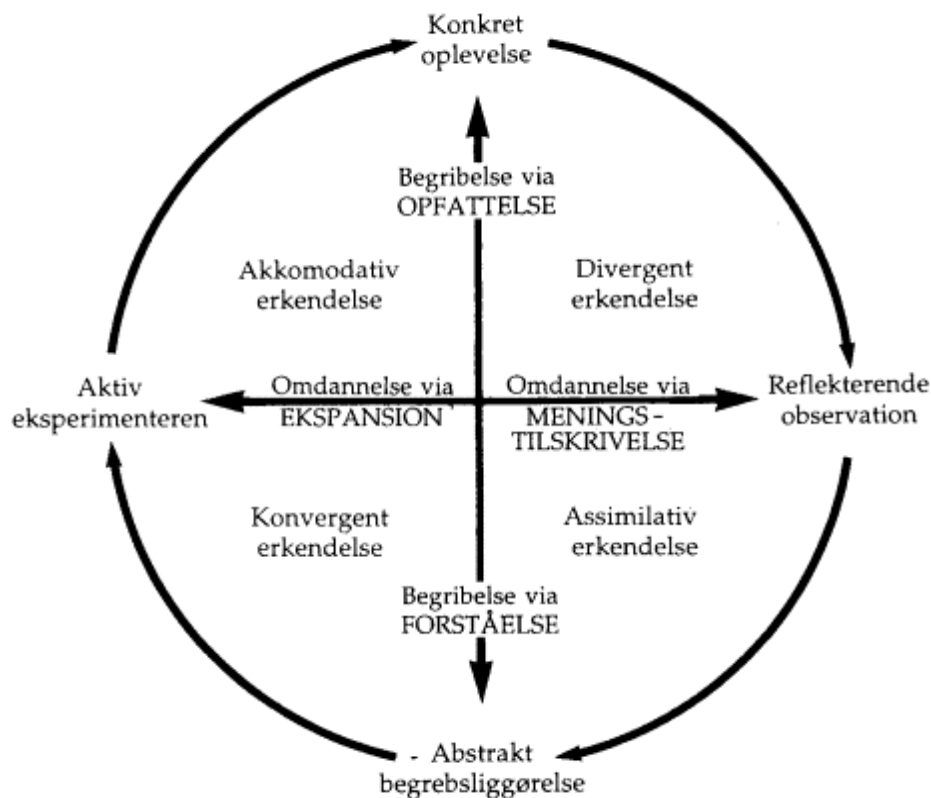 Konkret
oplevelse
Begribelse via
OPFATTELSE
Akkomodativ
erkendelse
Divergent
erkendelse
Aktiv
eksperimenteren
Omdannelse via
EKSPANSION
Omdannelse via
MENINGS-
TILSKRIVELSE
Reflekterende
observation
Konvergent
erkendelse
Assimilativ
erkendelse
Begribelse via
FORSTÅELSE
- Abstrakt
begrebsliggørelse